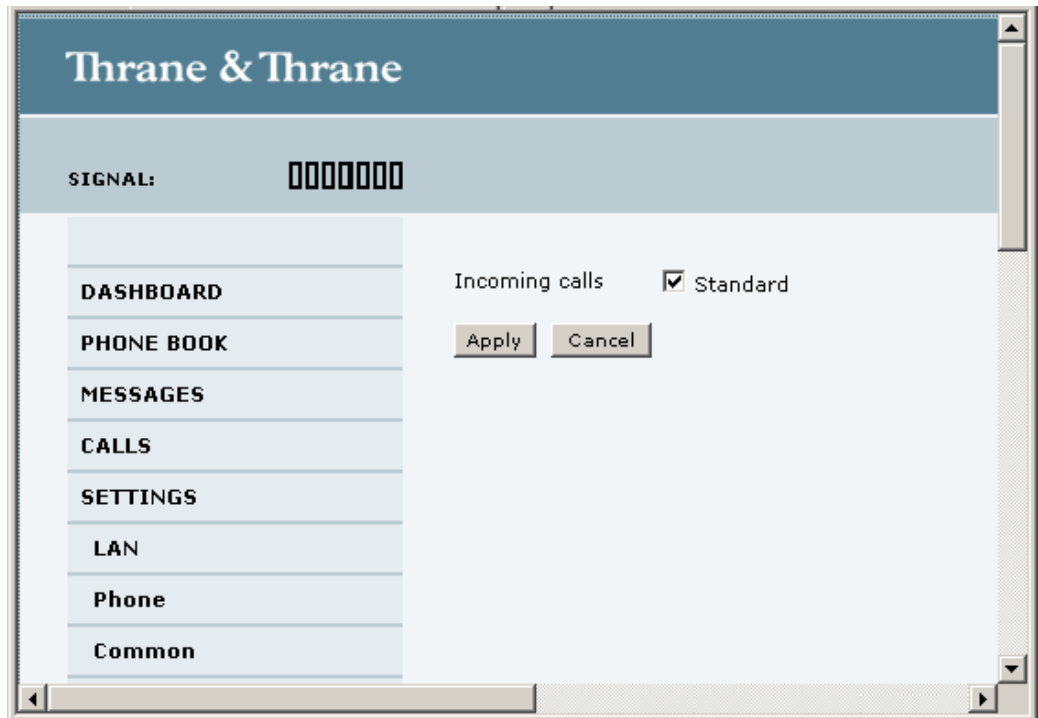 Thrane & Thrane
SIGNAL:
DASHBOARD
PHONE BOOK
MESSAGES
CALLS
SETTINGS
LAN
Phone
Common
Incoming calls Standard
Apply Cancel